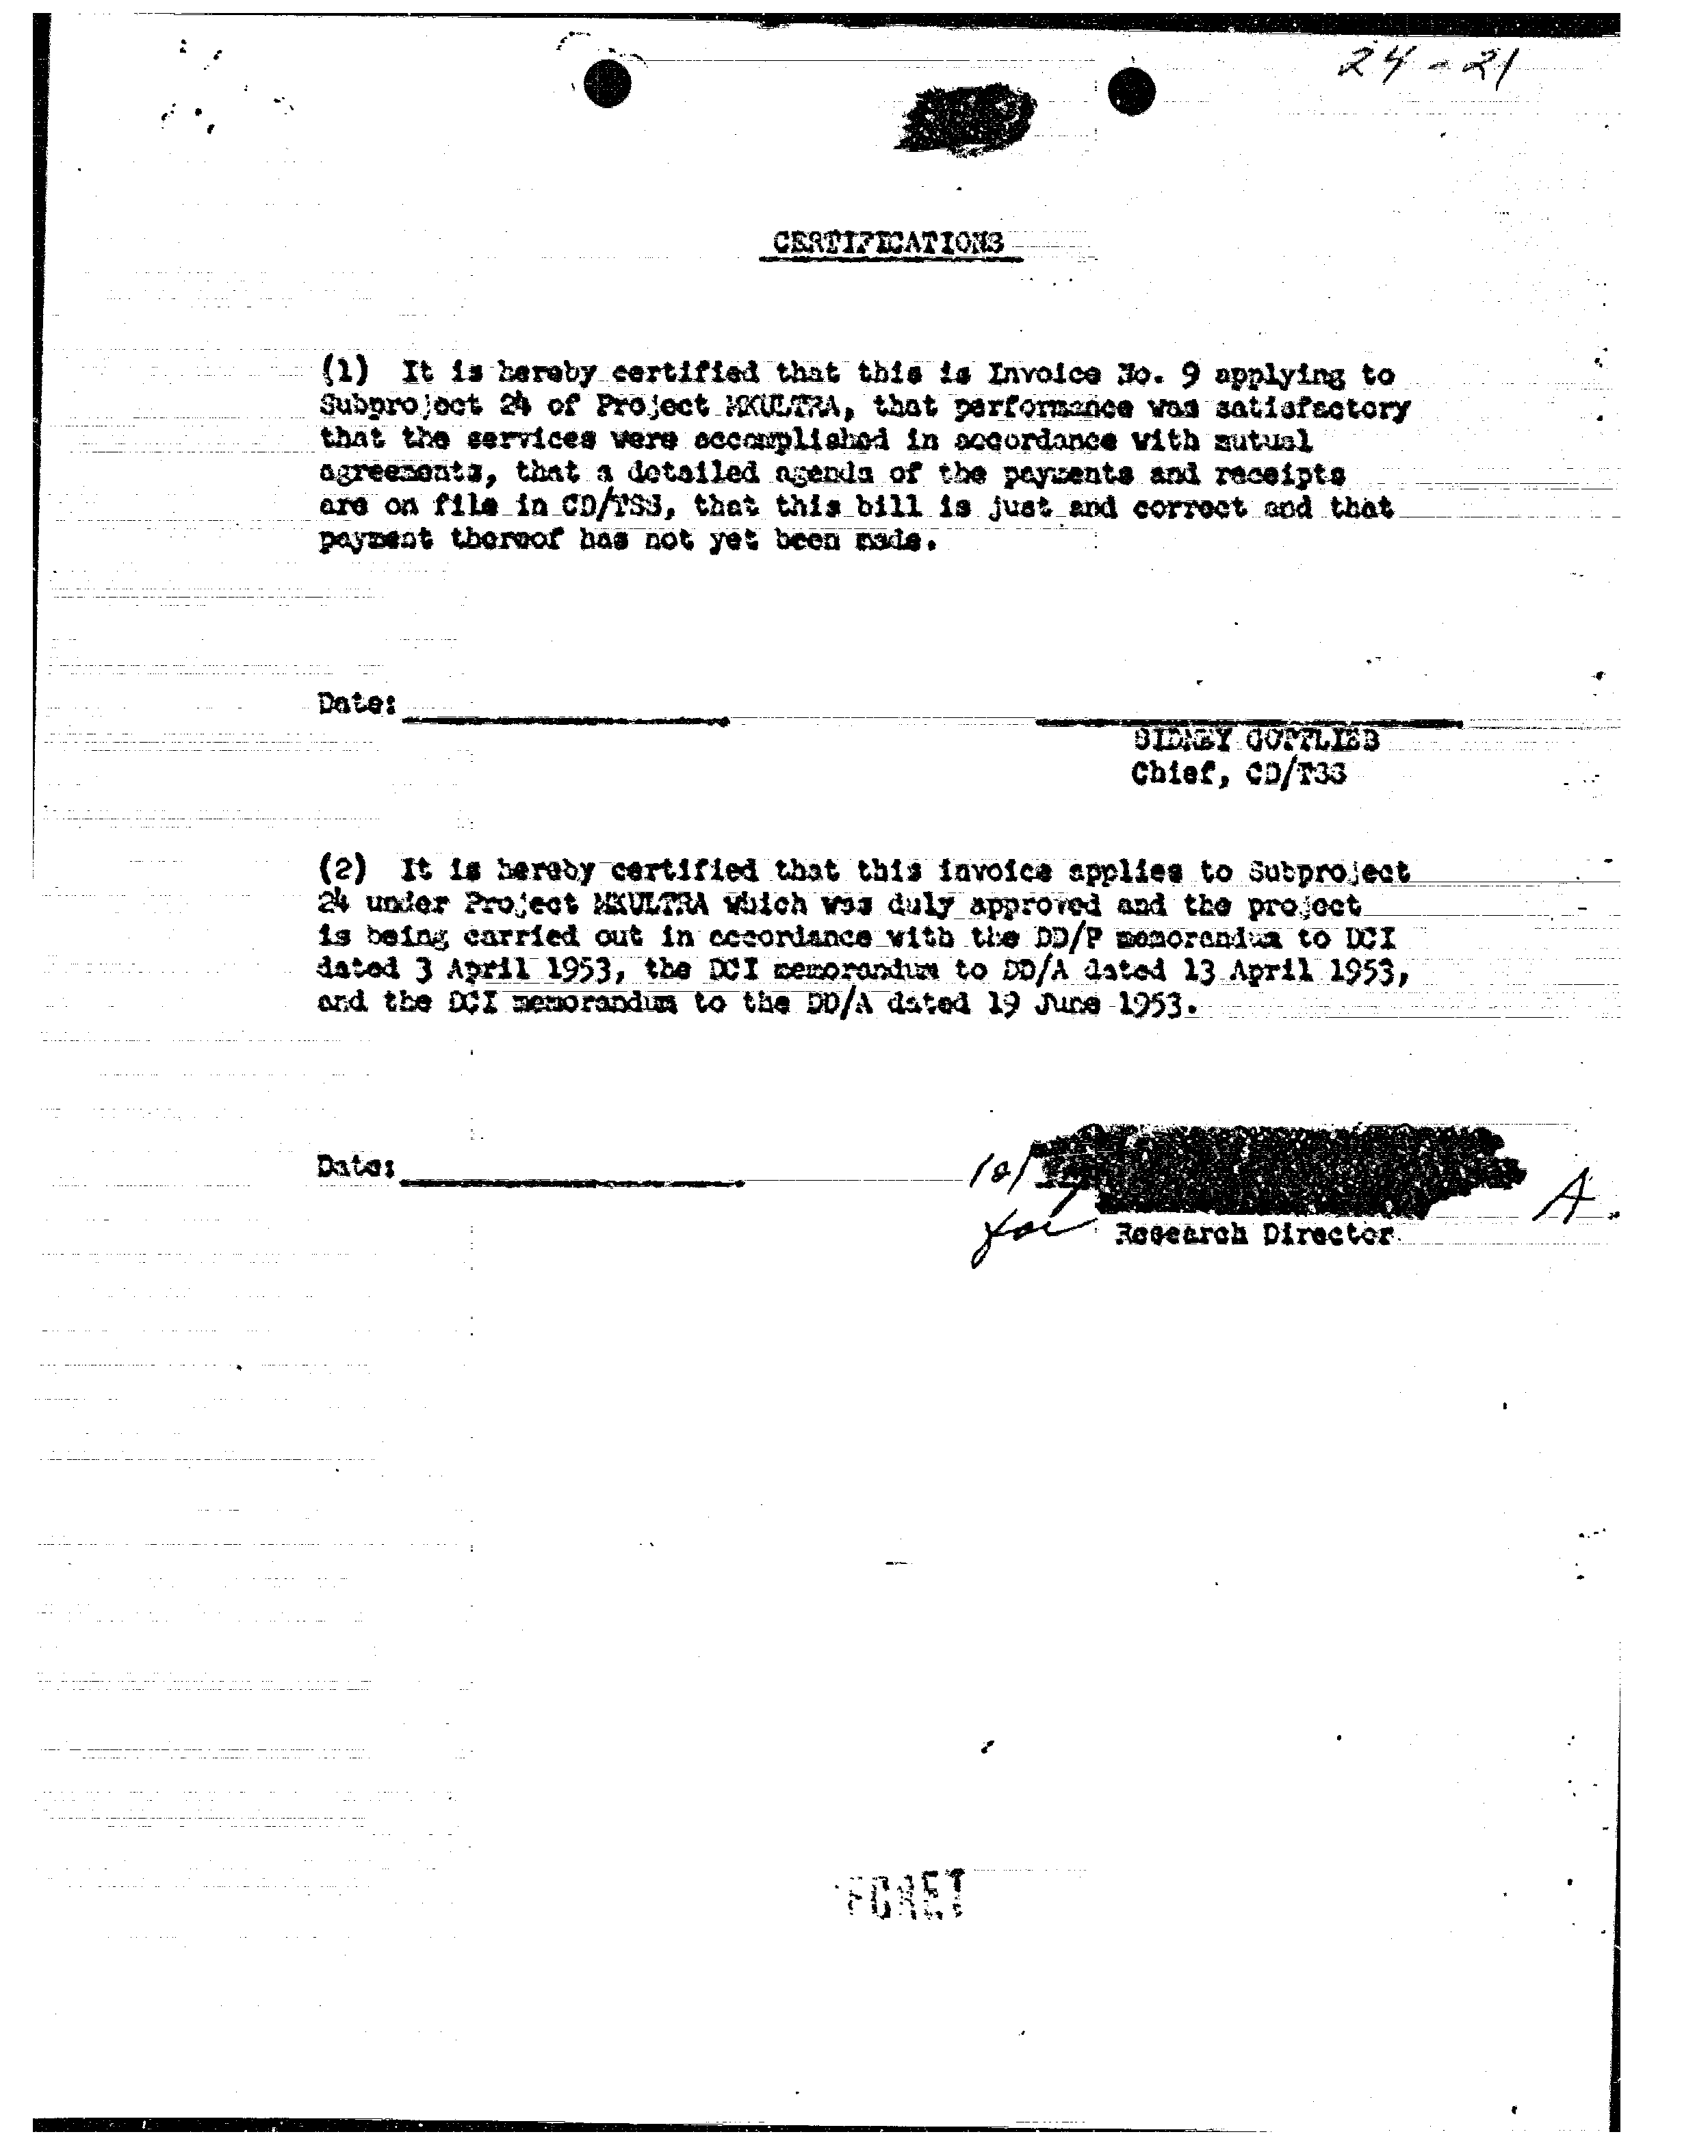 24-21
CERTIFICATIONS
(1) It is hereby certified that this is Invoice No. 9 applying to
Subproject 24 of Project MKULTRA, that performance was satisfactory
that the services were accomplished in accordance with mutual
agreements, that a detailed agenda of the payments and receipts
are on file in CD/TSS, that this bill is just and correct and that
payment thereof has not yet been made.
Date:
SIDNEY GOTTLIEB
Chief, CD/TSS
(2) It is hereby certified that this invoice applies to Subproject
24 under Project MKULTRA which was duly approved and the project
is being carried out in accordance with the DD/P memorandum to DCI
dated 3 April 1953, the DCI memorandum to DD/A dated 13 April 1953,
and the DCI memorandum to the DD/A dated 19 June 1953.
Date:
/s/
A
for Research Director
ECRET